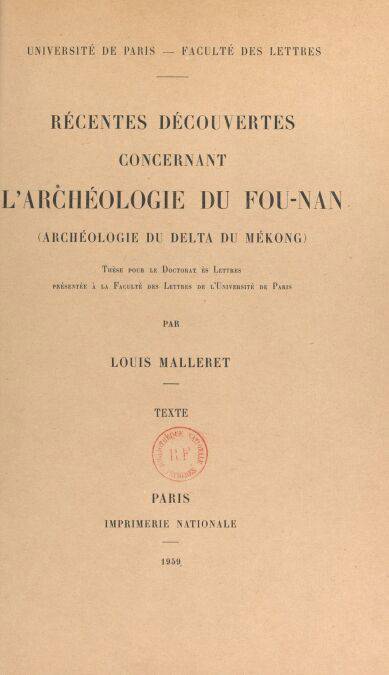 UNIVERSITÉ DE PARIS — FACULTÉ DES LETTRES
RÉCENTES DÉCOUVERTES
CONCERNANT
L'ARCHÉOLOGIE DU FOU-NAN
(ARCHÉOLOGIE DU DELTA DU MÉKONG)
THÈSE POUR LE DOCTORAT ÈS LETTRES
PRÉSENTÉE À LA FACULTÉ DES LETTRES DE L'UNIVERSITÉ DE PARIS
PAR
LOUIS MALLERET
TEXTE
BIBLIOTHÈQUE NATIONALE
R.F
PARIS
IMPRIMERIE NATIONALE
1959